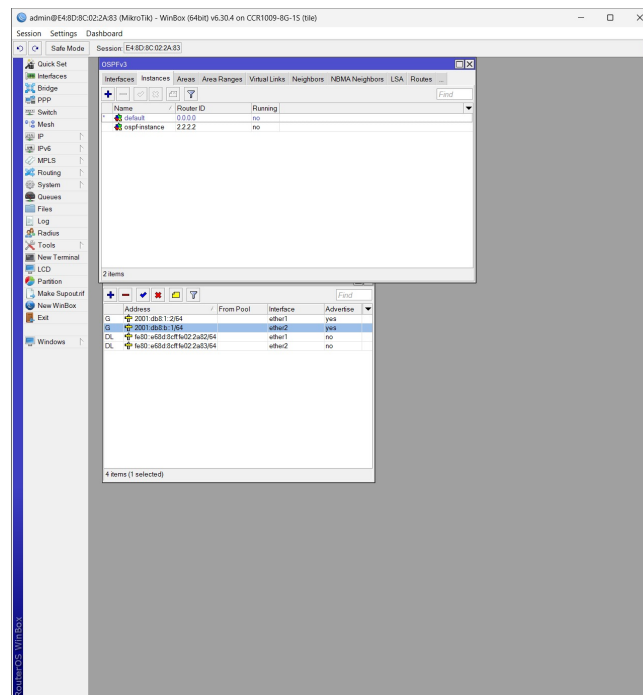 admin@E4:8D:8C:02:2A:83 (MikroTik) - WinBox (64bit) v6.30.4 on CCR1009-8G-1S (tile)
Session Settings Dashboard
Safe Mode Session: E4:8D:8C:02:2A:83
Quick Set
Interfaces
Bridge
PPP
Switch
Mesh
IP
IPv6
MPLS
Routing
System
Queues
Files
Log
Radius
Tools
New Terminal
LCD
Partition
Make Supout.rif
New WinBox
Exit
Windows
RouterOS WinBox
OSPFv3
Interfaces Instances Areas Area Ranges Virtual Links Neighbors NBMA Neighbors LSA Routes ...
Find
Name Router ID Running
* default 0.0.0.0 no
ospf-instance 2.2.2.2 no
2 items
Find
Address From Pool Interface Advertise
G 2001:db8:1::2/64 ether1 yes
G 2001:db8:b::1/64 ether2 yes
DL fe80::e68d:8cff:fe02:2a82/64 ether1 no
DL fe80::e68d:8cff:fe02:2a83/64 ether2 no
4 items (1 selected)